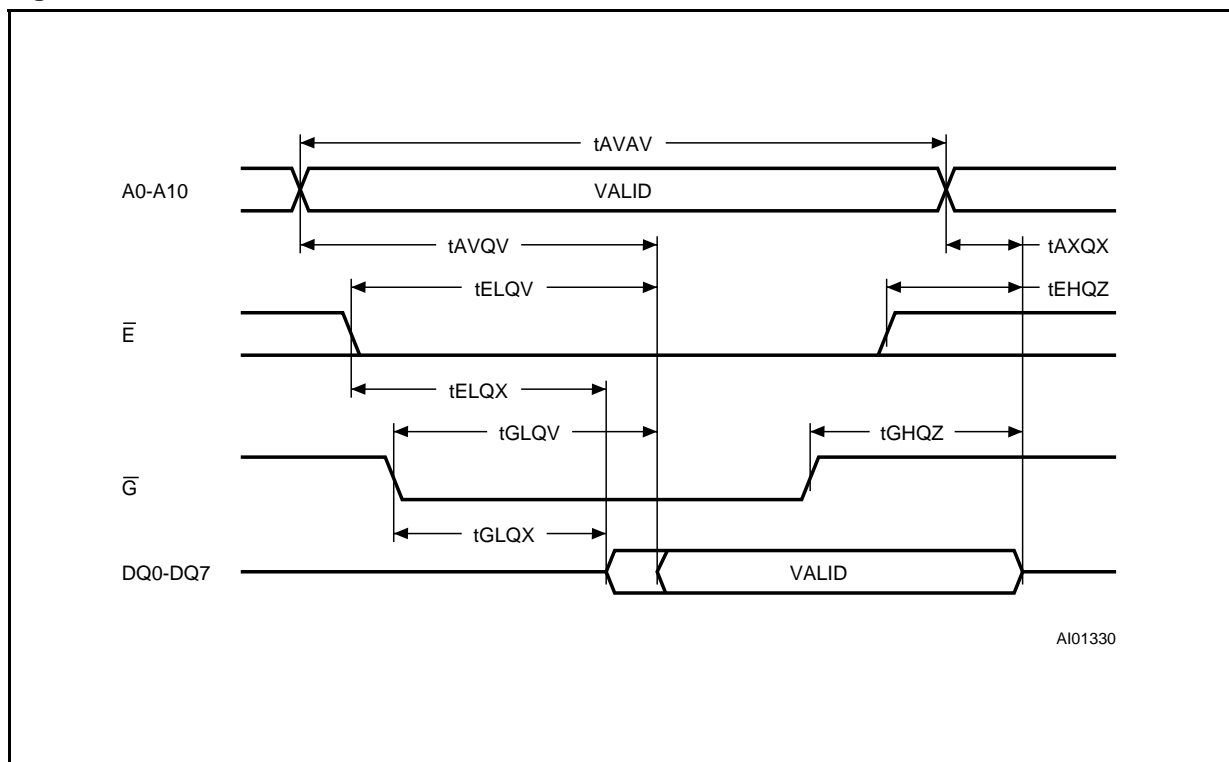 tAVAV
A0-A10
VALID
tAVQV
tAXQX
tELQV
tEHQZ
E̅
tELQX
tGLQV
tGHQZ
G̅
tGLQX
DQ0-DQ7
VALID
AI01330